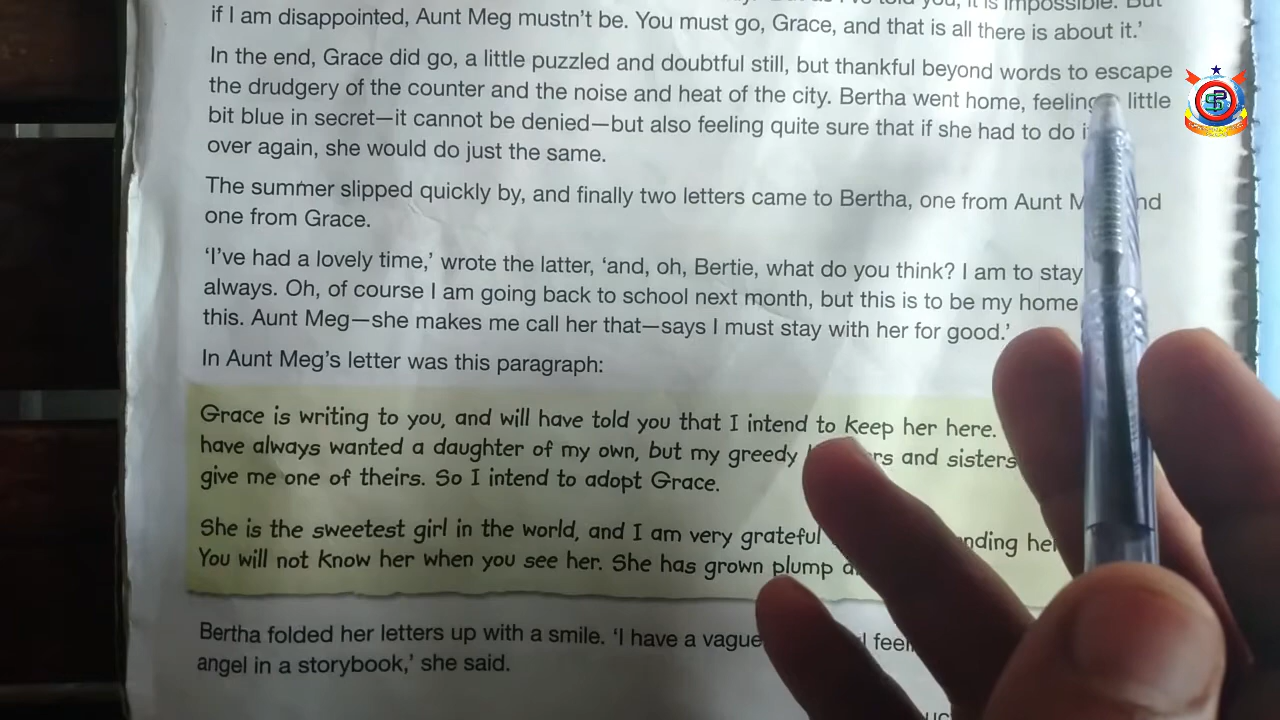 it is impossible. But
if I am disappointed, Aunt Meg mustn't be. You must go, Grace, and that is all there is about it.'
In the end, Grace did go, a little puzzled and doubtful still, but thankful beyond words to escape
the drudgery of the counter and the noise and heat of the city. Bertha went home, feeling little
bit blue in secret—it cannot be denied—but also feeling quite sure that if she had to do
over again, she would do just the same.
The summer slipped quickly by, and finally two letters came to Bertha, one from Aunt
one from Grace.
'I've had a lovely time,' wrote the latter, 'and, oh, Bertie, what do you think? I am to stay
always. Oh, of course I am going back to school next month, but this is to be my home
this. Aunt Meg—she makes me call her that—says I must stay with her for good.'
In Aunt Meg's letter was this paragraph:
Grace is writing to you, and will have told you that I intend to keep her here.
have always wanted a daughter of my own, but my greedy and sisters
give me one of theirs. So I intend to adopt Grace.
She is the sweetest girl in the world, and I am very grateful
You will not know her when you see her. She has grown plump
Bertha folded her letters up with a smile. 'I have a vague
angel in a storybook,' she said.